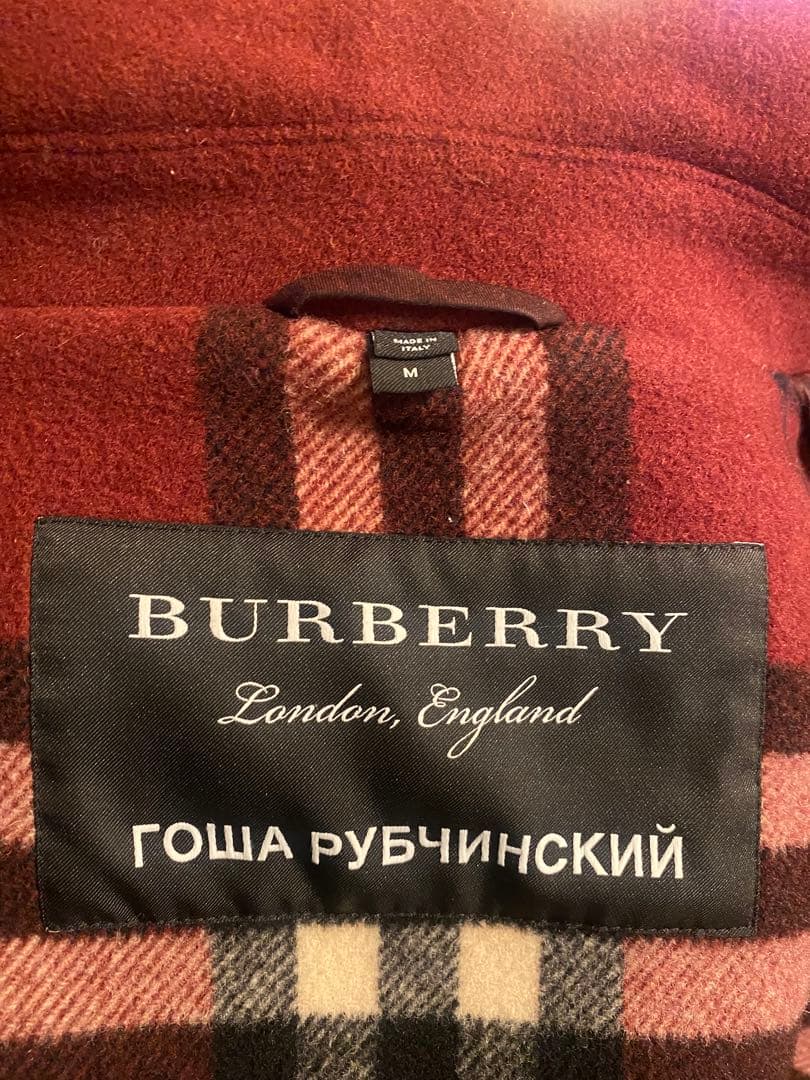 MADE IN
ITALY
M
BURBERRY
London, England
ГОША РУБЧИНСКИЙ